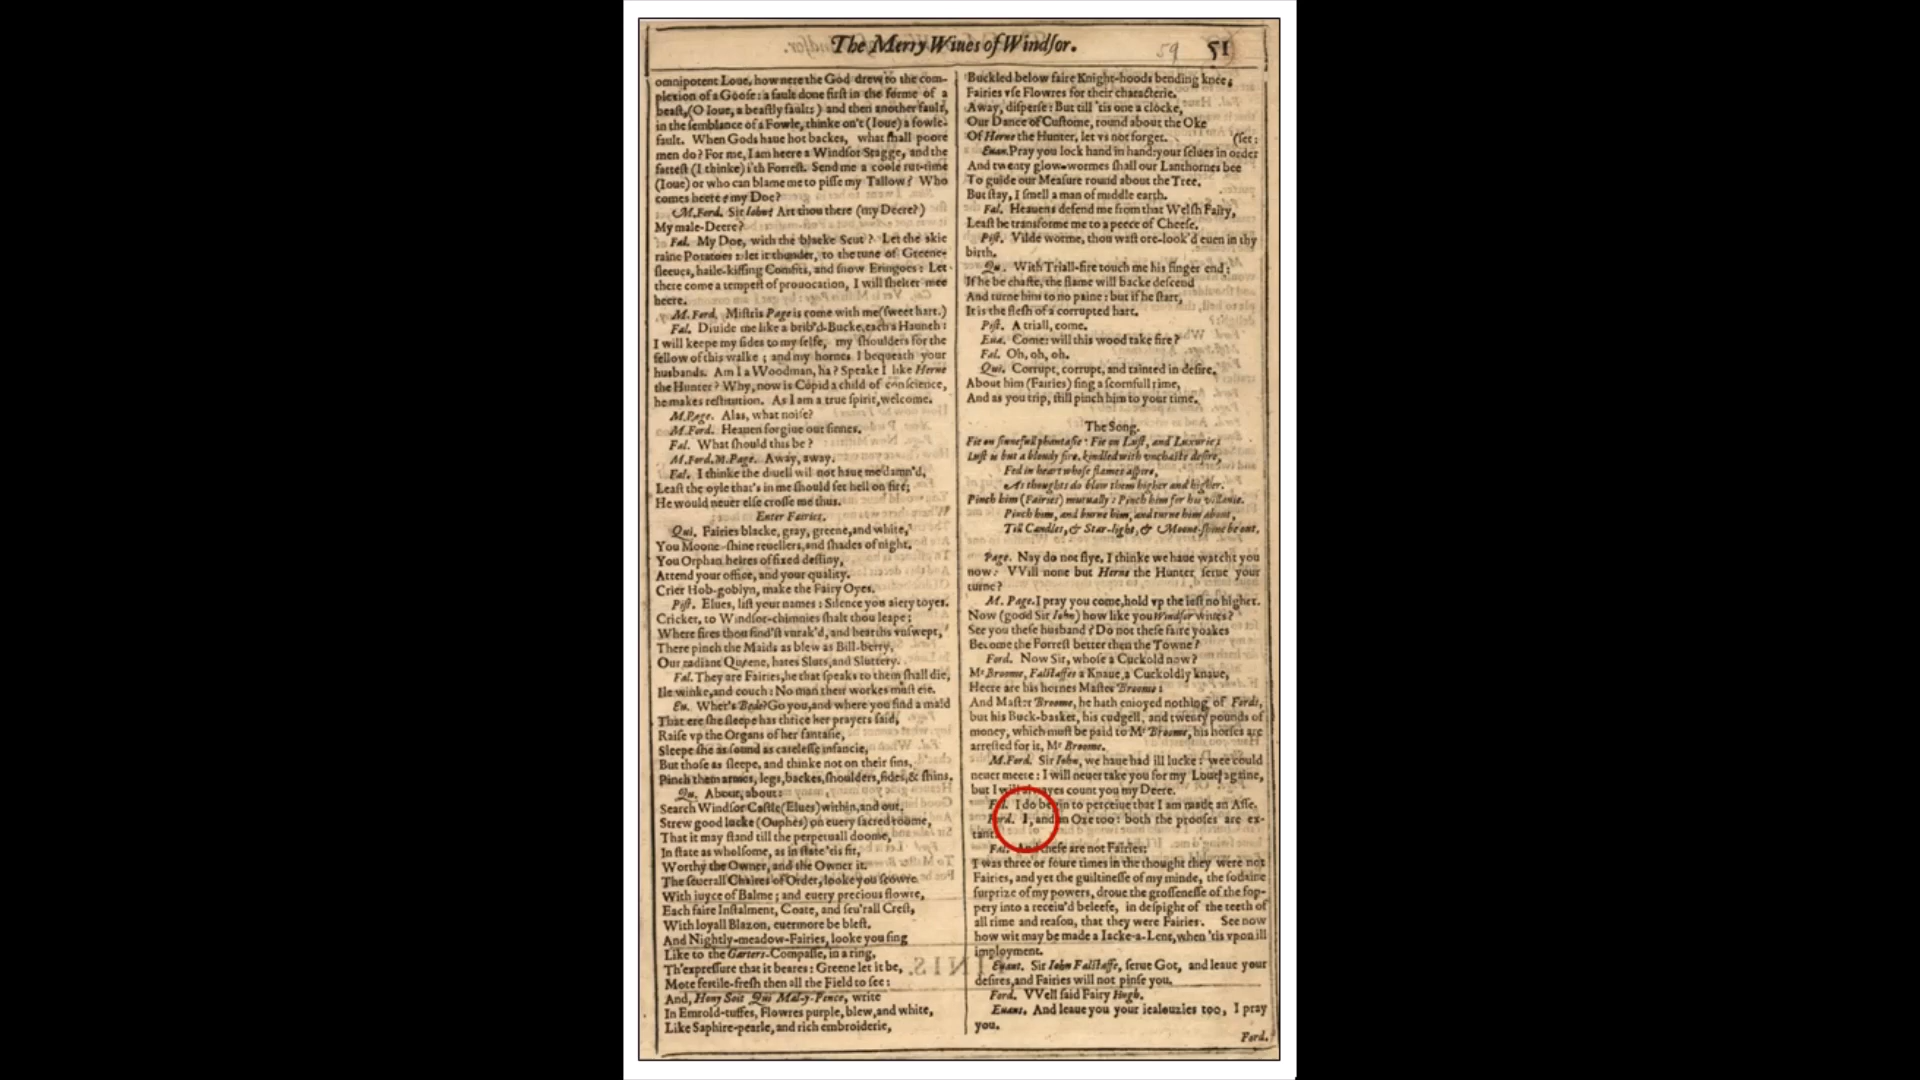 The Merry Wiues of Windſor.
59
51
omnipotent Loue, how nere the God drew to the com-
plexion of a Gooſe: a fault done firſt in the forme of a
beaſt, (O Ioue, a beaſtly fault:) and then another fault,
in the ſemblance of a Fowle, thinke on't (Ioue) a fowle-
fault. When Gods haue hot backes, what ſhall poore
men do? For me, I am heere a Windſor Stagge, and the
fatteſt (I thinke) i'th Forreſt. Send me a coole rut-time
(Ioue) or who can blame me to piſſe my Tallow? Who
comes heere? my Doe?
M.Ford. Sir Iohn? Art thou there (my Deere?)
My male-Deere?
Fal. My Doe, with the blacke Scut? Let the skie
raine Potatoes: let it thunder, to the tune of Greene-
ſleeues, haile-kiſſing Comfits, and ſnow Eringoes: Let
there come a tempeſt of prouocation, I will ſhelter mee
heere.
M.Ford. Miſtris Page is come with me (ſweet hart.)
Fal. Diuide me like a brib'd-Bucke, each a Haunch:
I will keepe my ſides to my ſelfe, my ſhoulders for the
fellow of this walke; and my hornes I bequeath your
husbands. Am I a Woodman, ha? Speake I like Herne
the Hunter? Why, now is Cupid a child of conſcience,
he makes reſtitution. As I am a true ſpirit, welcome.
M.Page. Alas, what noiſe?
M.Ford. Heauen forgiue our ſinnes.
Fal. What ſhould this be?
M.Ford.M.Page. Away, away.
Fal. I thinke the diuell wil not haue me damn'd,
Leaſt the oyle that's in me ſhould ſet hell on fire;
He would neuer elſe croſſe me thus.
Enter Fairies.
Qui. Fairies blacke, gray, greene, and white,
You Moone-ſhine reuellers, and ſhades of night.
You Orphan heires of fixed deſtiny,
Attend your office, and your quality.
Crier Hob-goblyn, make the Fairy Oyes.
Piſt. Elues, liſt your names: Silence you aiery toyes.
Cricket, to Windſor-chimnies ſhalt thou leape;
Where fires thou find'ſt vnrak'd, and hearths vnſwept,
There pinch the Maids as blew as Bill-berry,
Our radiant Queene, hates Sluts, and Sluttery.
Fal. They are Fairies, he that ſpeaks to them ſhall die,
Ile winke, and couch: No man their workes muſt eie.
Eu. Wher's Bede? Go you, and where you find a maid
That ere ſhe ſleepe has thrice her prayers ſaid,
Raiſe vp the Organs of her fantaſie,
Sleepe ſhe as ſound as careleſſe infancie,
But thoſe as ſleepe, and thinke not on their ſins,
Pinch them armes, legs, backes, ſhoulders, ſides, & ſhins.
Qu. About, about:
Search Windſor Caſtle (Elues) within, and out.
Strew good lucke (Ouphes) on euery ſacred roome,
That it may ſtand till the perpetuall doome,
In ſtate as wholſome, as in ſtate 'tis fit,
Worthy the Owner, and the Owner it.
The ſeuerall Chaires of Order, looke you ſcowre
With iuyce of Balme; and euery precious flowre,
Each faire Inſtalment, Coate, and ſeu'rall Creſt,
With loyall Blazon, euermore be bleſt.
And Nightly-meadow-Fairies, looke you ſing
Like to the Garters-Compaſſe, in a ring,
Th'expreſſure that it beares: Greene let it be,
Mote fertile-freſh then all the Field to ſee:
And, Hony Soit Qui Mal-y-Pence, write
In Emrold-tuffes, Flowres purple, blew, and white,
Like Saphire-pearle, and rich embroiderie,
Buckled below faire Knight-hoods bending knee;
Fairies vſe Flowres for their characterie.
Away, diſperſe: But till 'tis one a clocke,
Our Dance of Cuſtome, round about the Oke
Of Herne the Hunter, let vs not forget. (ſet:
Euan. Pray you lock hand in hand: your ſelues in order
And twenty glow-wormes ſhall our Lanthornes bee
To guide our Meaſure round about the Tree.
But ſtay, I ſmell a man of middle earth.
Fal. Heauens defend me from that Welſh Fairy,
Leaſt he transforme me to a peece of Cheeſe.
Piſt. Vilde worme, thou waſt ore-look'd euen in thy
birth.
Qu. With Triall-fire touch me his finger end:
If he be chaſte, the flame will backe deſcend
And turne him to no paine: but if he ſtart,
It is the fleſh of a corrupted hart.
Piſt. A triall, come.
Eua. Come: will this wood take fire?
Fal. Oh, oh, oh.
Qui. Corrupt, corrupt, and tainted in deſire.
About him (Fairies) ſing a ſcornfull rime,
And as you trip, ſtill pinch him to your time.
The Song.
Fie on ſinnefull phantaſie: Fie on Luſt, and Luxurie:
Luſt is but a bloudy fire, kindled with vnchaſte deſire,
Fed in heart whoſe flames aſpire,
As thoughts do blow them higher and higher.
Pinch him (Fairies) mutually: Pinch him for his villanie.
Pinch him, and burne him, and turne him about,
Till Candles, & Star-light, & Moone-ſhine be out.
Page. Nay do not flye, I thinke we haue watcht you
now: VVill none but Herne the Hunter ſerue your
turne?
M. Page. I pray you come, hold vp the ieſt no higher.
Now (good Sir Iohn) how like you Windſor wiues?
See you theſe husband? Do not theſe faire yoakes
Become the Forreſt better then the Towne?
Ford. Now Sir, whoſe a Cuckold now?
Mr Broome, Falſtaffes a Knaue, a Cuckoldly knaue,
Heere are his hornes Maſter Broome:
And Maſter Broome, he hath enioyed nothing of Fords,
but his Buck-basket, his cudgell, and twenty pounds of
money, which muſt be paid to Mr Broome, his horſes are
arreſted for it, Mr Broome.
M.Ford. Sir Iohn, we haue had ill lucke: wee could
neuer meete: I will neuer take you for my Loue againe,
but I will alwayes count you my Deere.
Fal. I do begin to perceiue that I am made an Aſſe.
Ford. I, and an Oxe too: both the proofes are ex-
tant.
Fal. And theſe are not Fairies:
I was three or foure times in the thought they were not
Fairies, and yet the guiltineſſe of my minde, the ſodaine
ſurprize of my powers, droue the groſſeneſſe of the fop-
pery into a receiu'd beleefe, in deſpight of the teeth of
all rime and reaſon, that they were Fairies. See now
how wit may be made a Iacke-a-Lent, when 'tis vpon ill
imployment.
Euans. Sir Iohn Falſtaffe, ſerue Got, and leaue your
deſires, and Fairies will not pinſe you.
Ford. VVell ſaid Fairy Hugh.
Euans. And leaue you your iealouzies too, I pray
you.
Ford.